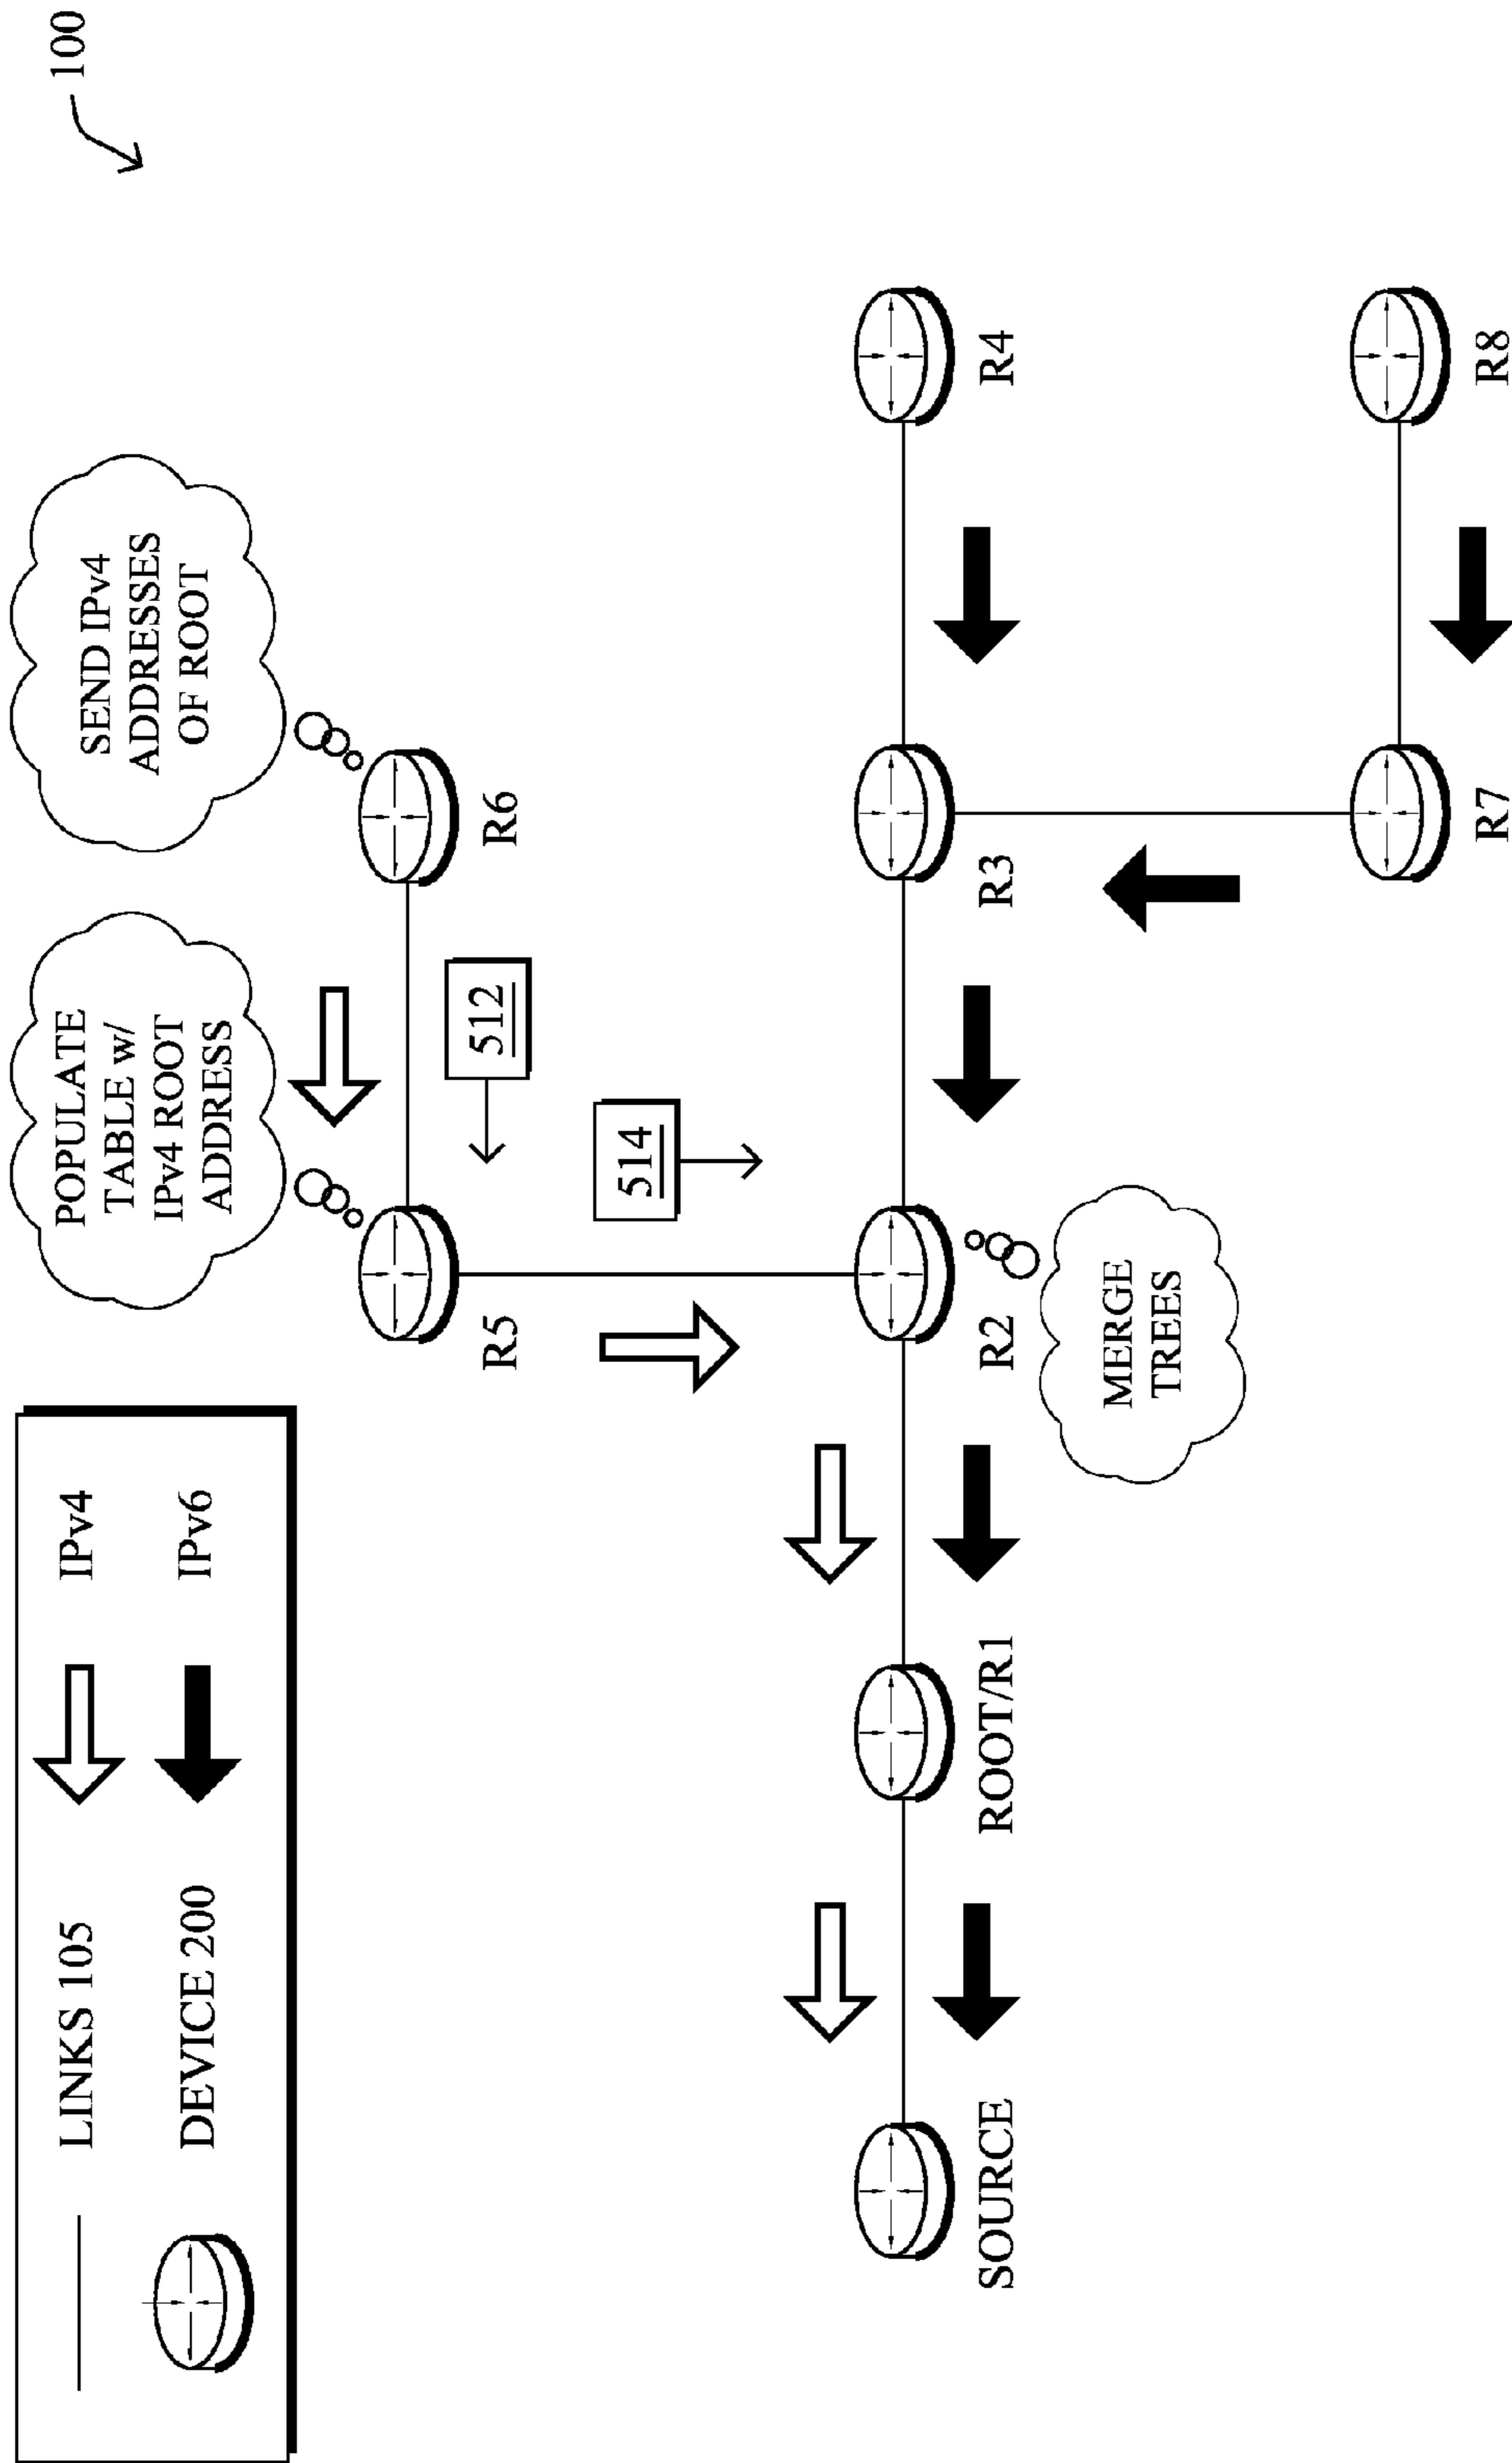 100
LINKS 105
IPv4
DEVICE 200
IPv6
POPULATE
TABLE w/
IPv4 ROOT
ADDRESS
SEND IPv4
ADDRESSES
OF ROOT
R5
R6
512
514
SOURCE
ROOT/R1
R2
R3
R4
MERGE
TREES
R7
R8